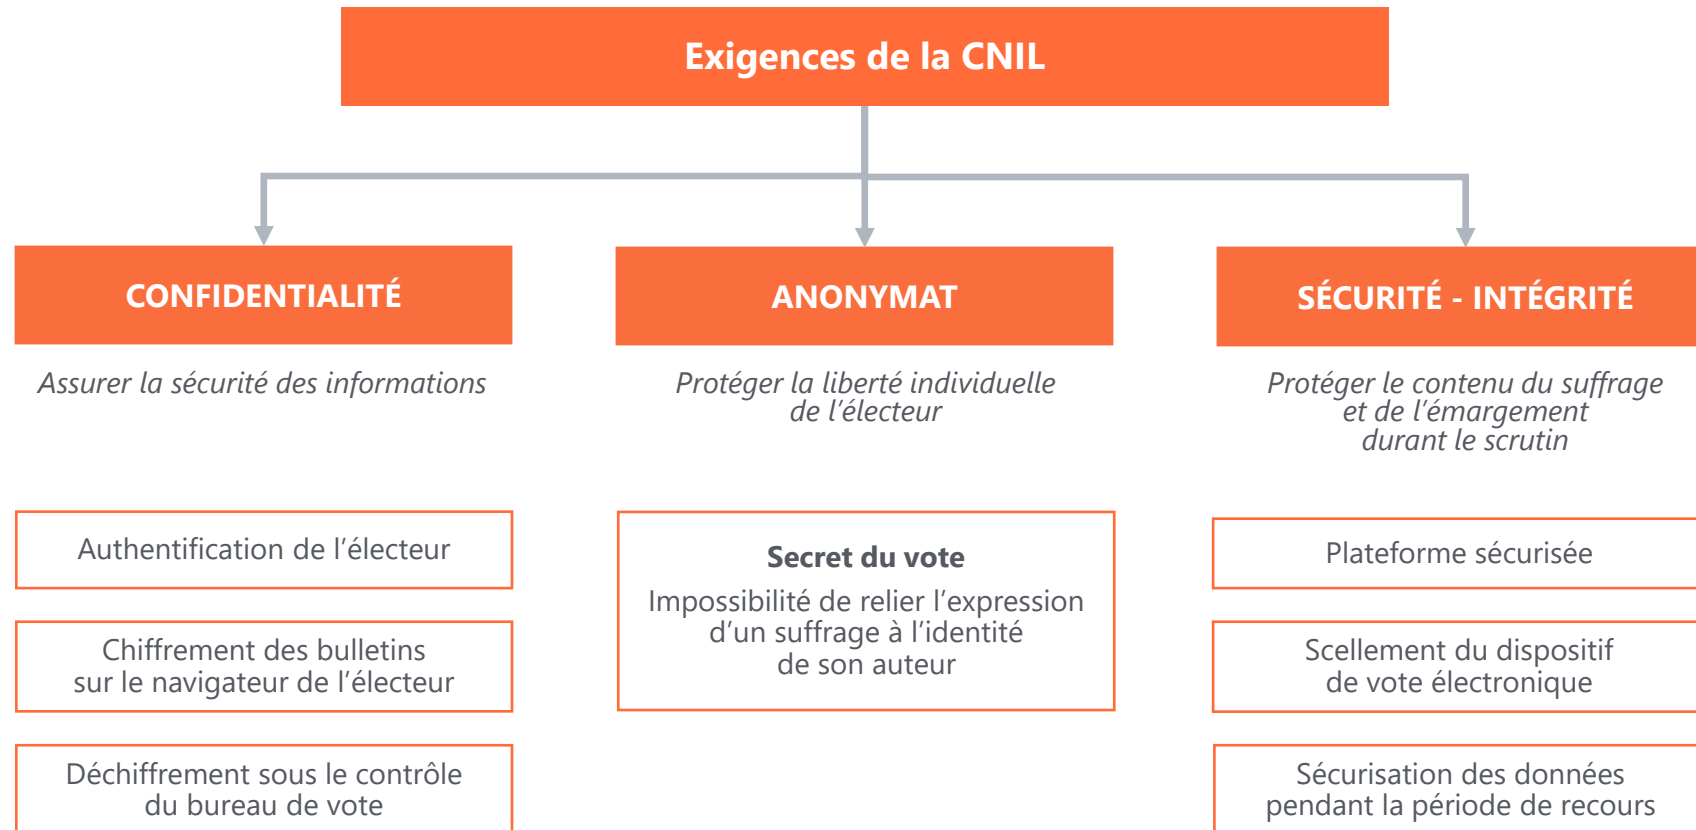 Exigences de la CNIL
CONFIDENTIALITÉ
Assurer la sécurité des informations
Authentification de l’électeur
Chiffrement des bulletins
sur le navigateur de l’électeur
Déchiffrement sous le contrôle
du bureau de vote
ANONYMAT
Protéger la liberté individuelle
de l’électeur
Secret du vote
Impossibilité de relier l’expression
d’un suffrage à l’identité
de son auteur
SÉCURITÉ - INTÉGRITÉ
Protéger le contenu du suffrage
et de l’émargement
durant le scrutin
Plateforme sécurisée
Scellement du dispositif
de vote électronique
Sécurisation des données
pendant la période de recours